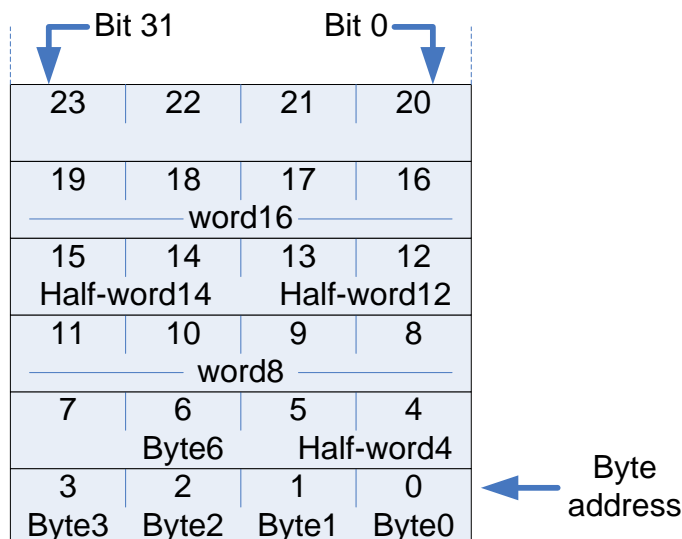 Bit 31 Bit 0
23 22 21 20
19 18 17 16
word16
15 14 13 12
Half-word14 Half-word12
11 10 9 8
word8
7 6 5 4
Byte6 Half-word4
3 2 1 0
Byte3 Byte2 Byte1 Byte0
Byte
address